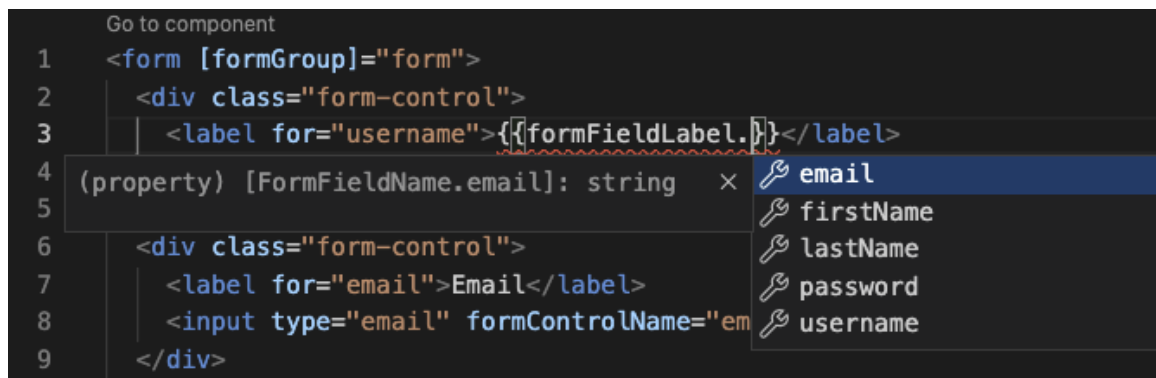 Go to component
1 <form [formGroup]="form">
2 <div class="form-control">
3 <label for="username">{{formFieldLabel.}}</label>
4 (property) [FormFieldName.email]: string × email
5 firstName
6 <div class="form-control"> lastName
7 <label for="email">Email</label> password
8 <input type="email" formControlName="em username
9 </div>